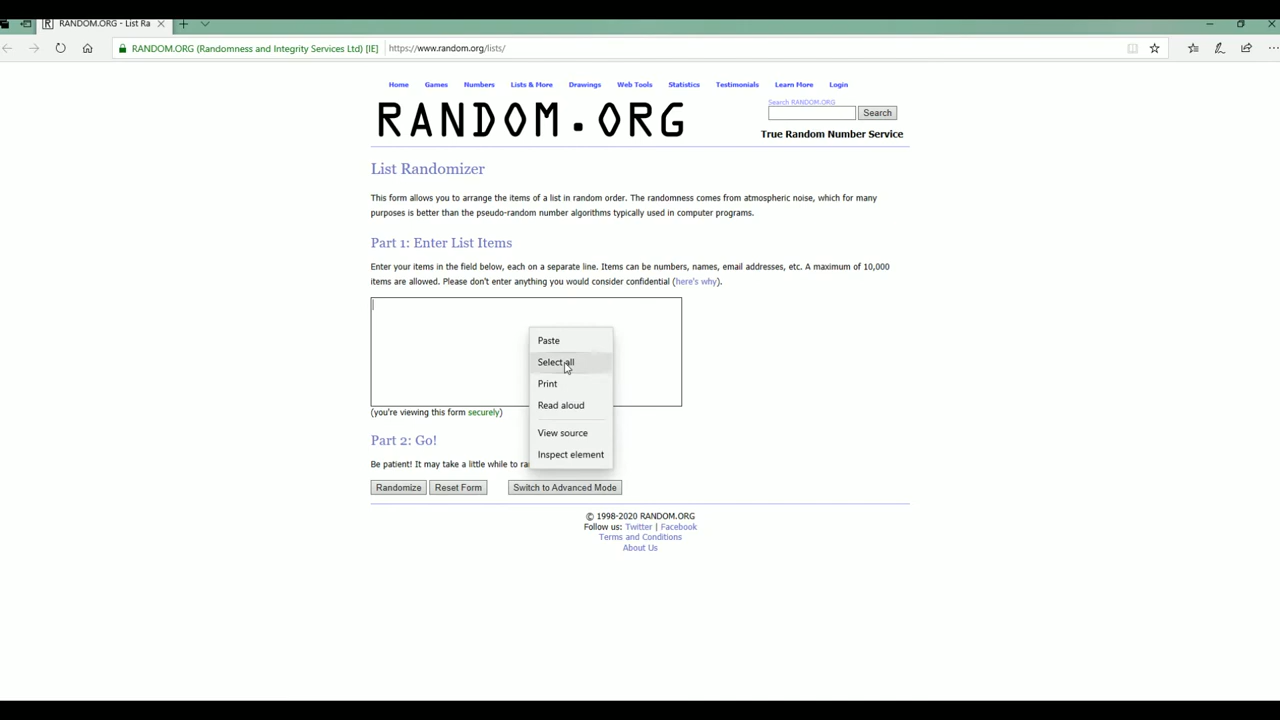 RANDOM.ORG - List Ra
RANDOM.ORG (Randomness and Integrity Services Ltd) [IE]
https://www.random.org/lists/
Home Games Numbers Lists & More Drawings Web Tools Statistics Testimonials Learn More Login
RANDOM.ORG
Search RANDOM.ORG
Search
True Random Number Service
List Randomizer
This form allows you to arrange the items of a list in random order. The randomness comes from atmospheric noise, which for many
purposes is better than the pseudo-random number algorithms typically used in computer programs.
Part 1: Enter List Items
Enter your items in the field below, each on a separate line. Items can be numbers, names, email addresses, etc. A maximum of 10,000
items are allowed. Please don't enter anything you would consider confidential (here's why).
Paste
Select all
Print
Read aloud
View source
Inspect element
(you're viewing this form securely)
Part 2: Go!
Be patient! It may take a little while to ra
Randomize Reset Form Switch to Advanced Mode
© 1998-2020 RANDOM.ORG
Follow us: Twitter | Facebook
Terms and Conditions
About Us